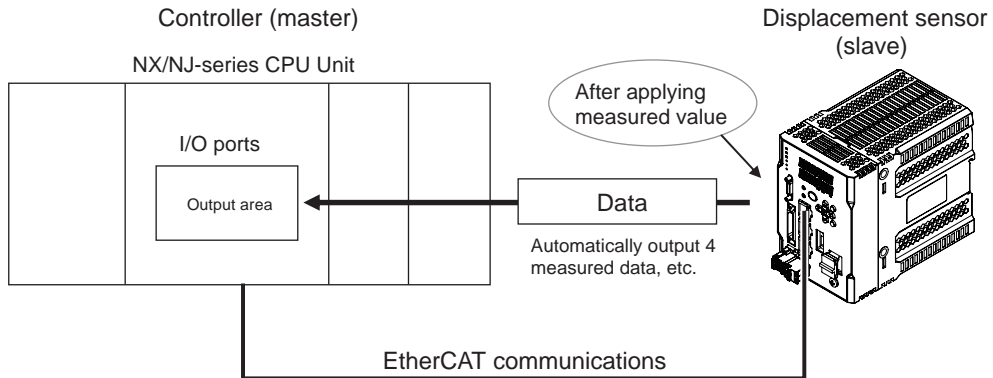 Controller (master)
Displacement sensor
(slave)
NX/NJ-series CPU Unit
After applying
measured value
I/O ports
Output area
Data
Automatically output 4
measured data, etc.
EtherCAT communications